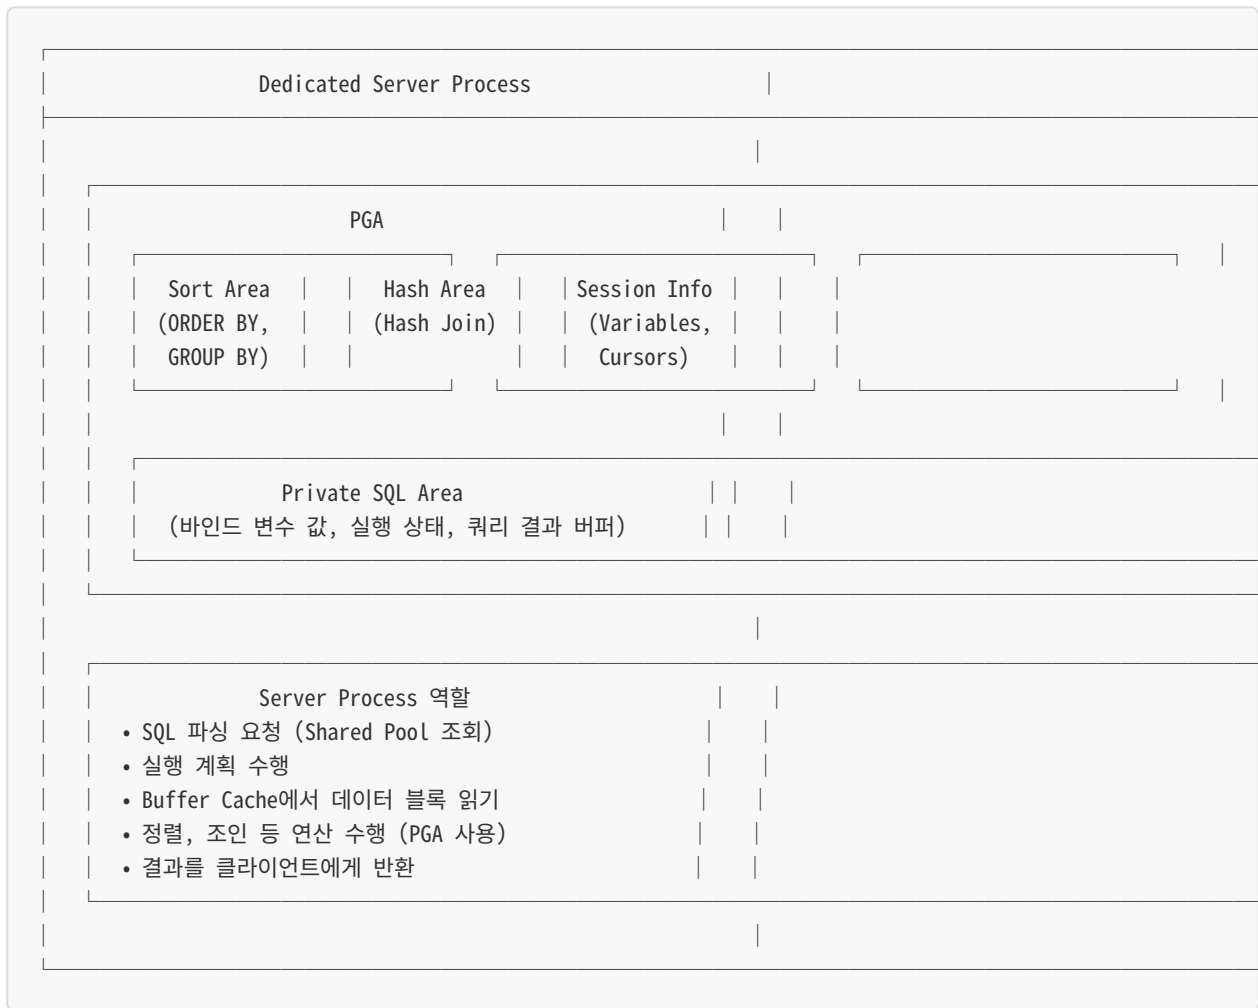 Dedicated Server Process
PGA
Sort Area Hash Area Session Info
(ORDER BY, (Hash Join) (Variables,
GROUP BY) Cursors)
Private SQL Area
(바인드 변수 값, 실행 상태, 쿼리 결과 버퍼)
Server Process 역할
• SQL 파싱 요청 (Shared Pool 조회)
• 실행 계획 수행
• Buffer Cache에서 데이터 블록 읽기
• 정렬, 조인 등 연산 수행 (PGA 사용)
• 결과를 클라이언트에게 반환